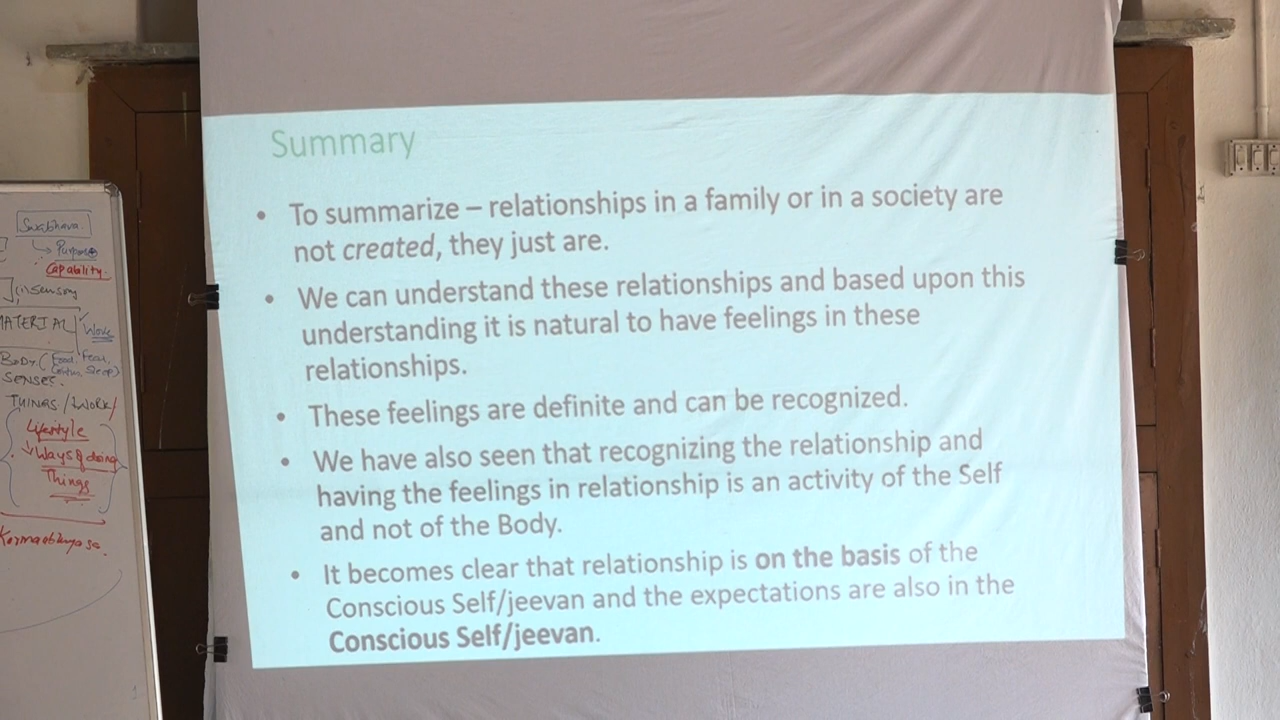 Summary
• To summarize – relationships in a family or in a society are
not created, they just are.
• We can understand these relationships and based upon this
understanding it is natural to have feelings in these
relationships.
• These feelings are definite and can be recognized.
• We have also seen that recognizing the relationship and
having the feelings in relationship is an activity of the Self
and not of the Body.
• It becomes clear that relationship is on the basis of the
Conscious Self/jeevan and the expectations are also in the
Conscious Self/jeevan.
Swabhava
Purpose
Capability
Sensory
MATERIAL
Work
BODY
SENSES.
THINGS/WORK/
Lifestyle
Ways of doing
Things